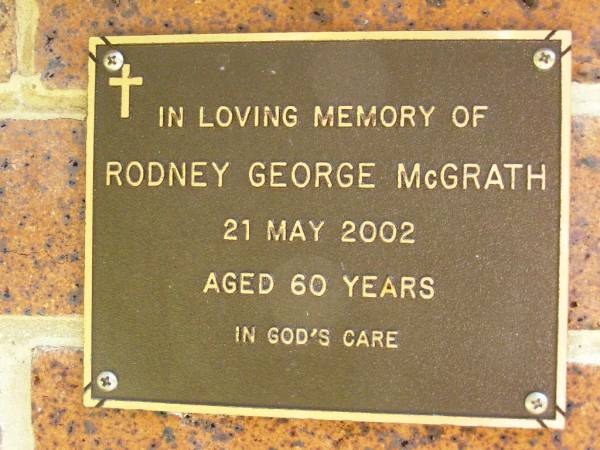 IN LOVING MEMORY OF
RODNEY GEORGE McGRATH
21 MAY 2002
AGED 60 YEARS
IN GOD'S CARE